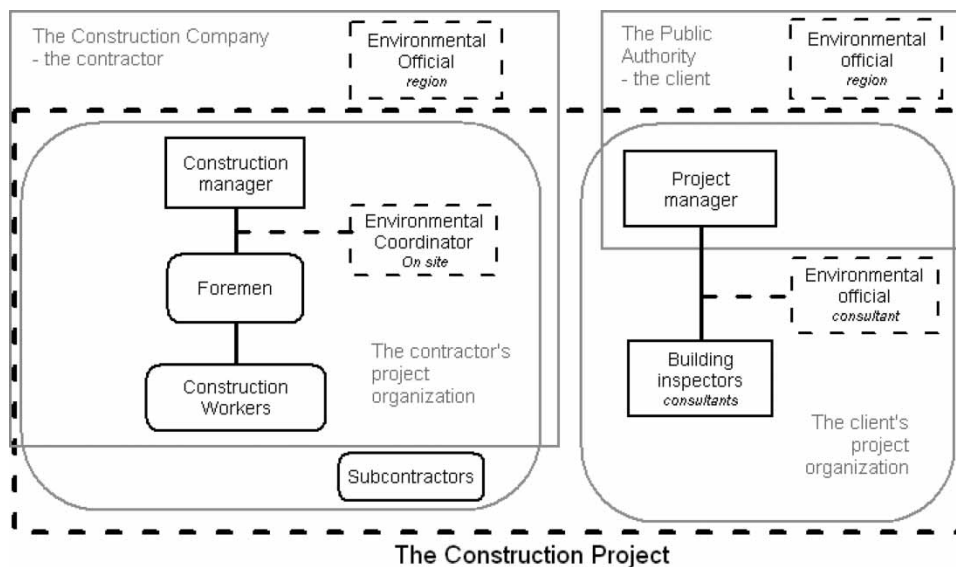 The Construction Company
- the contractor
Environmental
Official
region
The Public
Authority
- the client
Environmental
official
region
Construction
manager
Environmental
Coordinator
On site
Foremen
The contractor's
project
organization
Construction
Workers
Subcontractors
Project
manager
Environmental
official
consultant
Building
inspectors
consultants
The client's
project
organization
The Construction Project